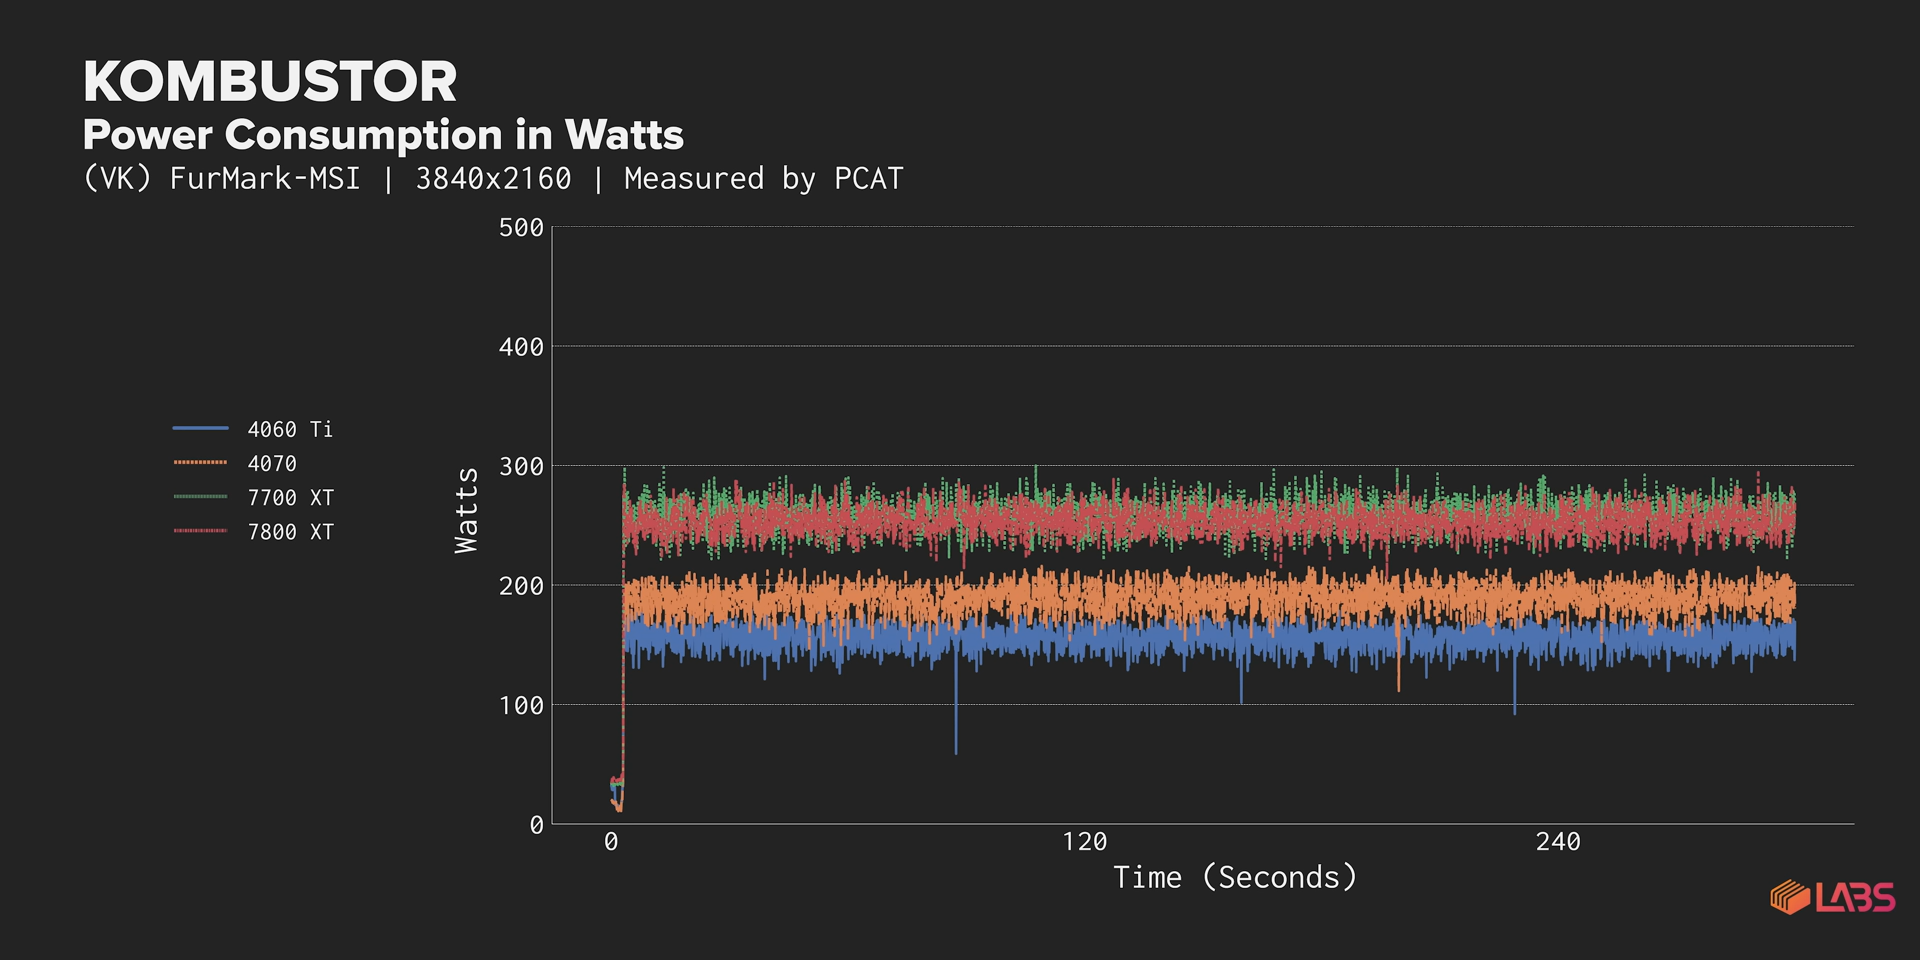 KOMBUSTOR
Power Consumption in Watts
(VK) FurMark-MSI | 3840x2160 | Measured by PCAT
4060 Ti
4070
7700 XT
7800 XT
Watts
500
400
300
200
100
0
0 120 240
Time (Seconds)
LABS